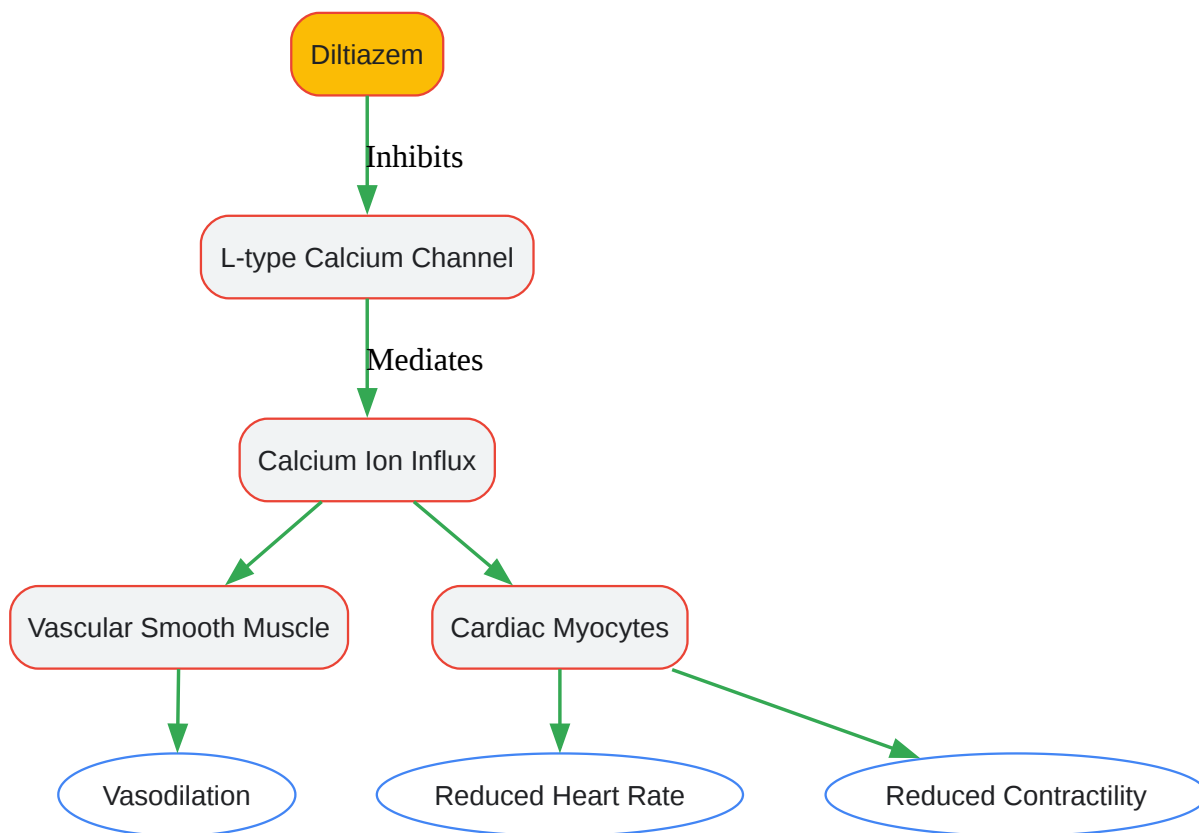 Diltiazem
Inhibits
L-type Calcium Channel
Mediates
Calcium Ion Influx
Vascular Smooth Muscle
Cardiac Myocytes
Vasodilation
Reduced Heart Rate
Reduced Contractility